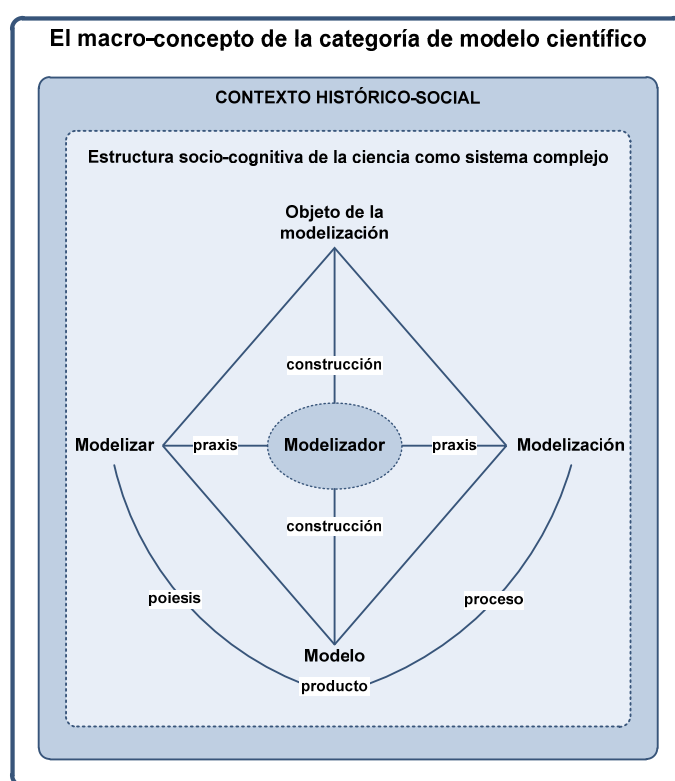 El macro-concepto de la categoría de modelo científico
CONTEXTO HISTÓRICO-SOCIAL
Estructura socio-cognitiva de la ciencia como sistema complejo
Objeto de la
modelización
construcción
Modelizar
praxis
Modelizador
praxis
Modelización
construcción
poiesis
proceso
Modelo
producto